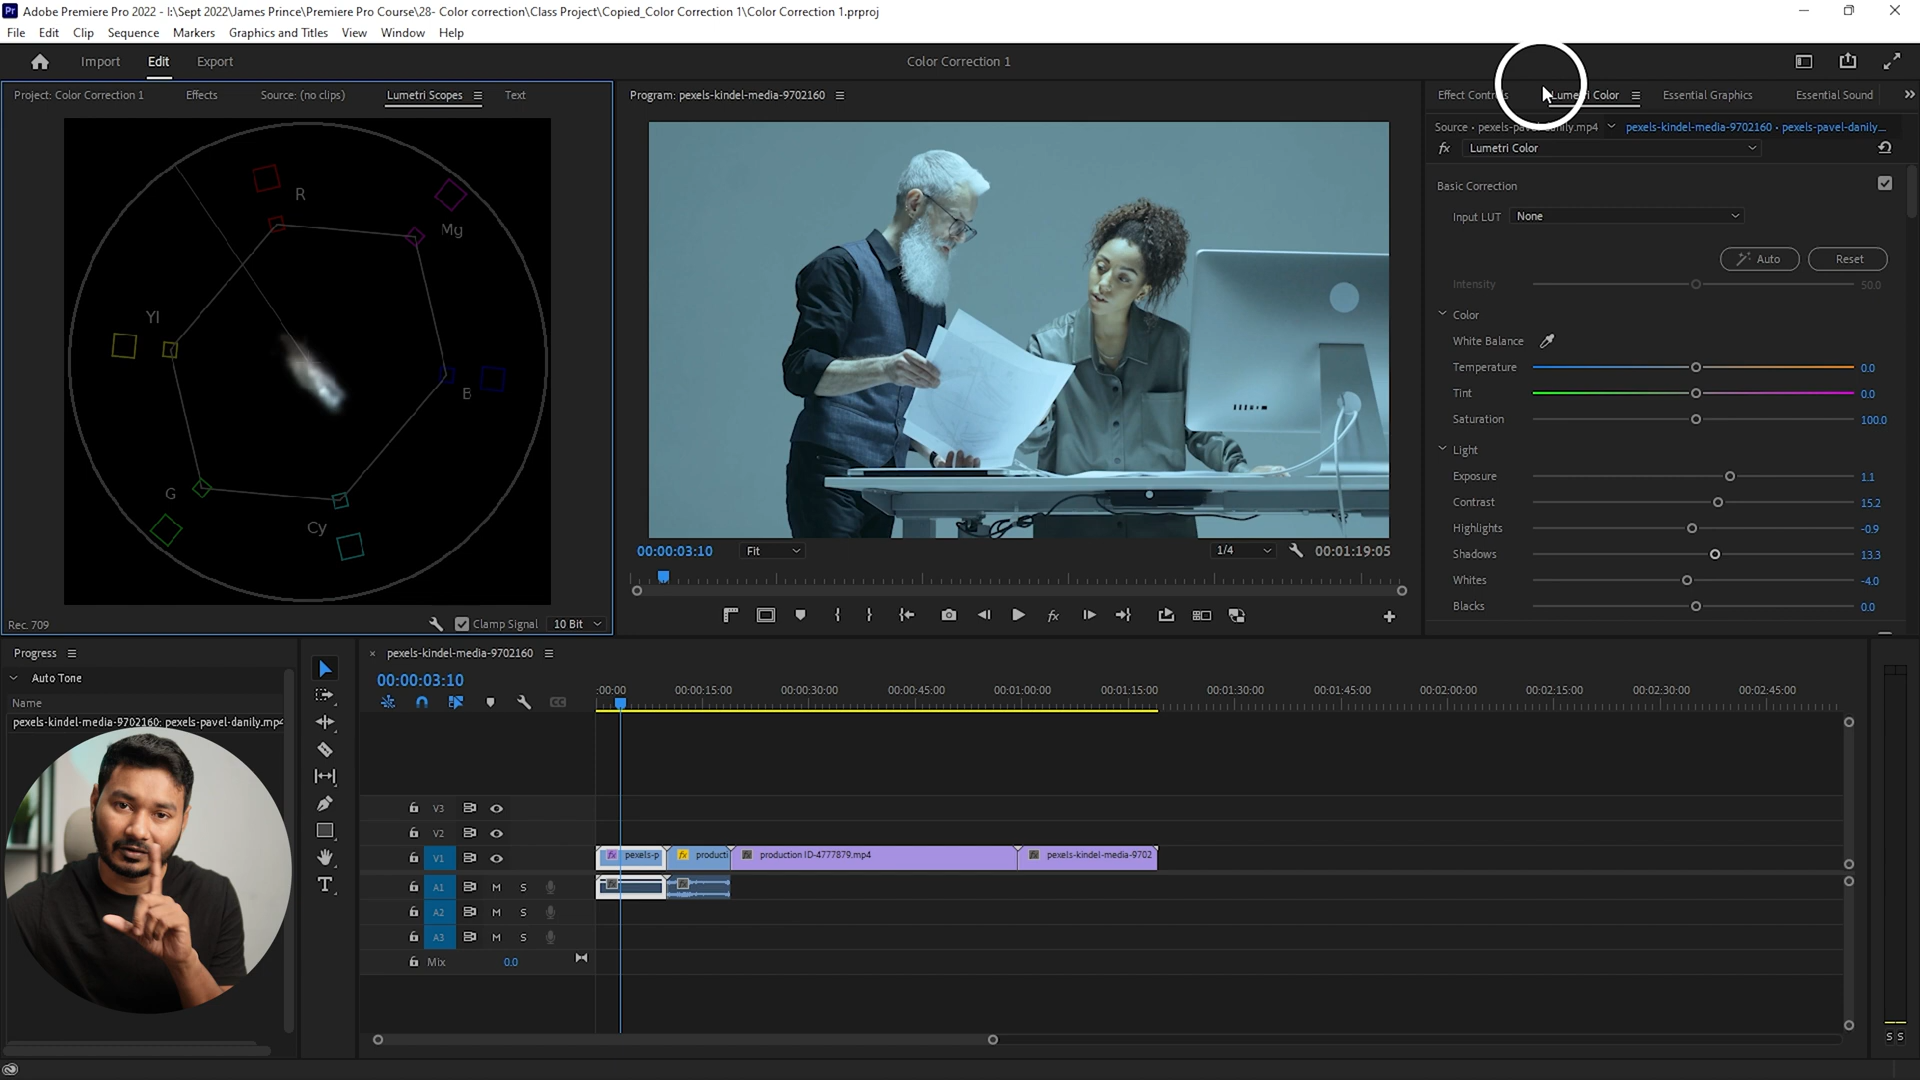 Pr Adobe Premiere Pro 2022 - I:\Sept 2022\James Prince\Premiere Pro Course\28- Color correction\Class Project\Copied_Color Correction 1\Color Correction 1.prproj
File Edit Clip Sequence Markers Graphics and Titles View Window Help
Import Edit Export Color Correction 1
Project: Color Correction 1 Effects Source: (no clips) Lumetri Scopes Text
Program: pexels-kindel-media-9702160
Effect Controls Lumetri Color Essential Graphics Essential Sound
Source • pexels-pavel-danily.mp4 pexels-kindel-media-9702160 • pexels-pavel-danily...
fx Lumetri Color
Basic Correction
Input LUT None
Auto Reset
Intensity 50.0
Color
White Balance
Temperature 0.0
Tint 0.0
Saturation 100.0
Light
Exposure 1.1
Contrast 15.2
Highlights -0.9
Shadows 13.3
Whites -4.0
Blacks 0.0
R
My
Yl
B
G
Cy
Rec. 709 Clamp Signal 10 Bit
00:00:03:10 Fit 1/4 00:01:19:05
fx
Progress
Auto Tone
Name
pexels-kindel-media-9702160: pexels-pavel-danily.mp4
pexels-kindel-media-9702160
00:00:03:10
:00:00 00:00:15:00 00:00:30:00 00:00:45:00 00:01:00:00 00:01:15:00 00:01:30:00 00:01:45:00 00:02:00:00 00:02:15:00 00:02:30:00 00:02:45:00
CC
V3
V2
V1 fx pexels-p fx producti fx production ID-4777879.mp4 fx pexels-kindel-media-9702
A1 M S
A2 M S
A3 M S
Mix 0.0
S S